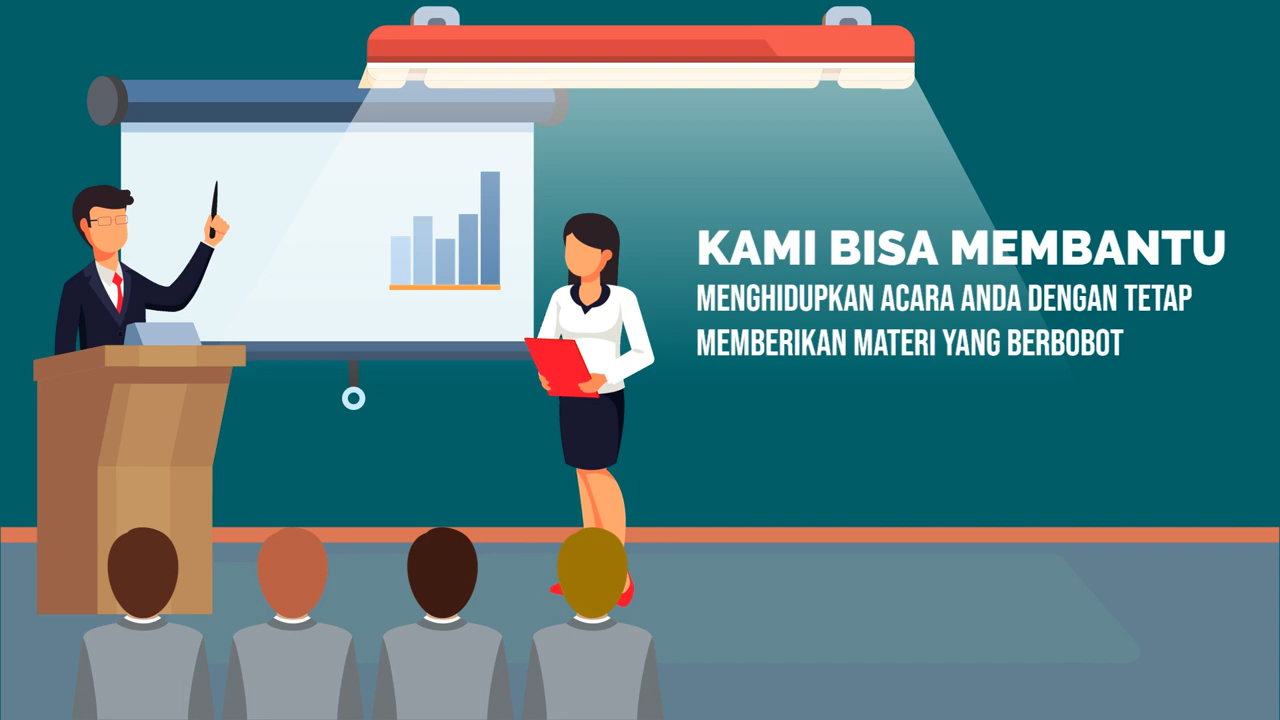 KAMI BISA MEMBANTU
MENGHIDUPKAN ACARA ANDA DENGAN TETAP
MEMBERIKAN MATERI YANG BERBOBOT